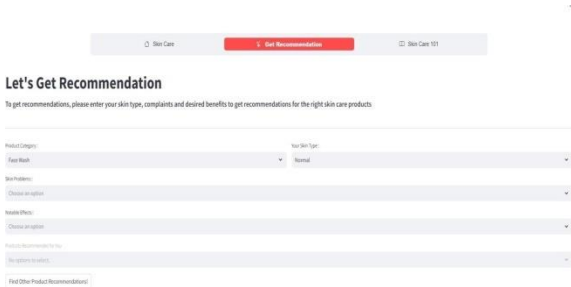 Skin Care
Get Recommendation
Skin Care 101
Let's Get Recommendation
To get recommendations, please enter your skin type, complaints and desired benefits to get recommendations for the right skin care products
Product Category :
Your Skin Type :
Face Wash
Normal
Skin Problems :
Choose an option
Notable Effects :
Choose an option
Products Recommended For You
No options to select.
Find Other Product Recommendations!